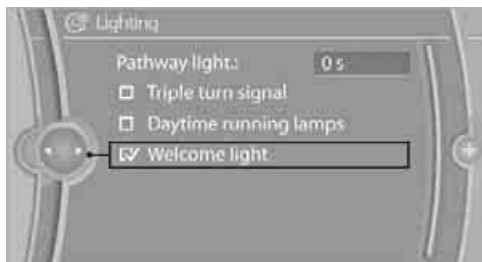 Lighting
Pathway light.: 0 s
Triple turn signal
Daytime running lamps
Welcome light